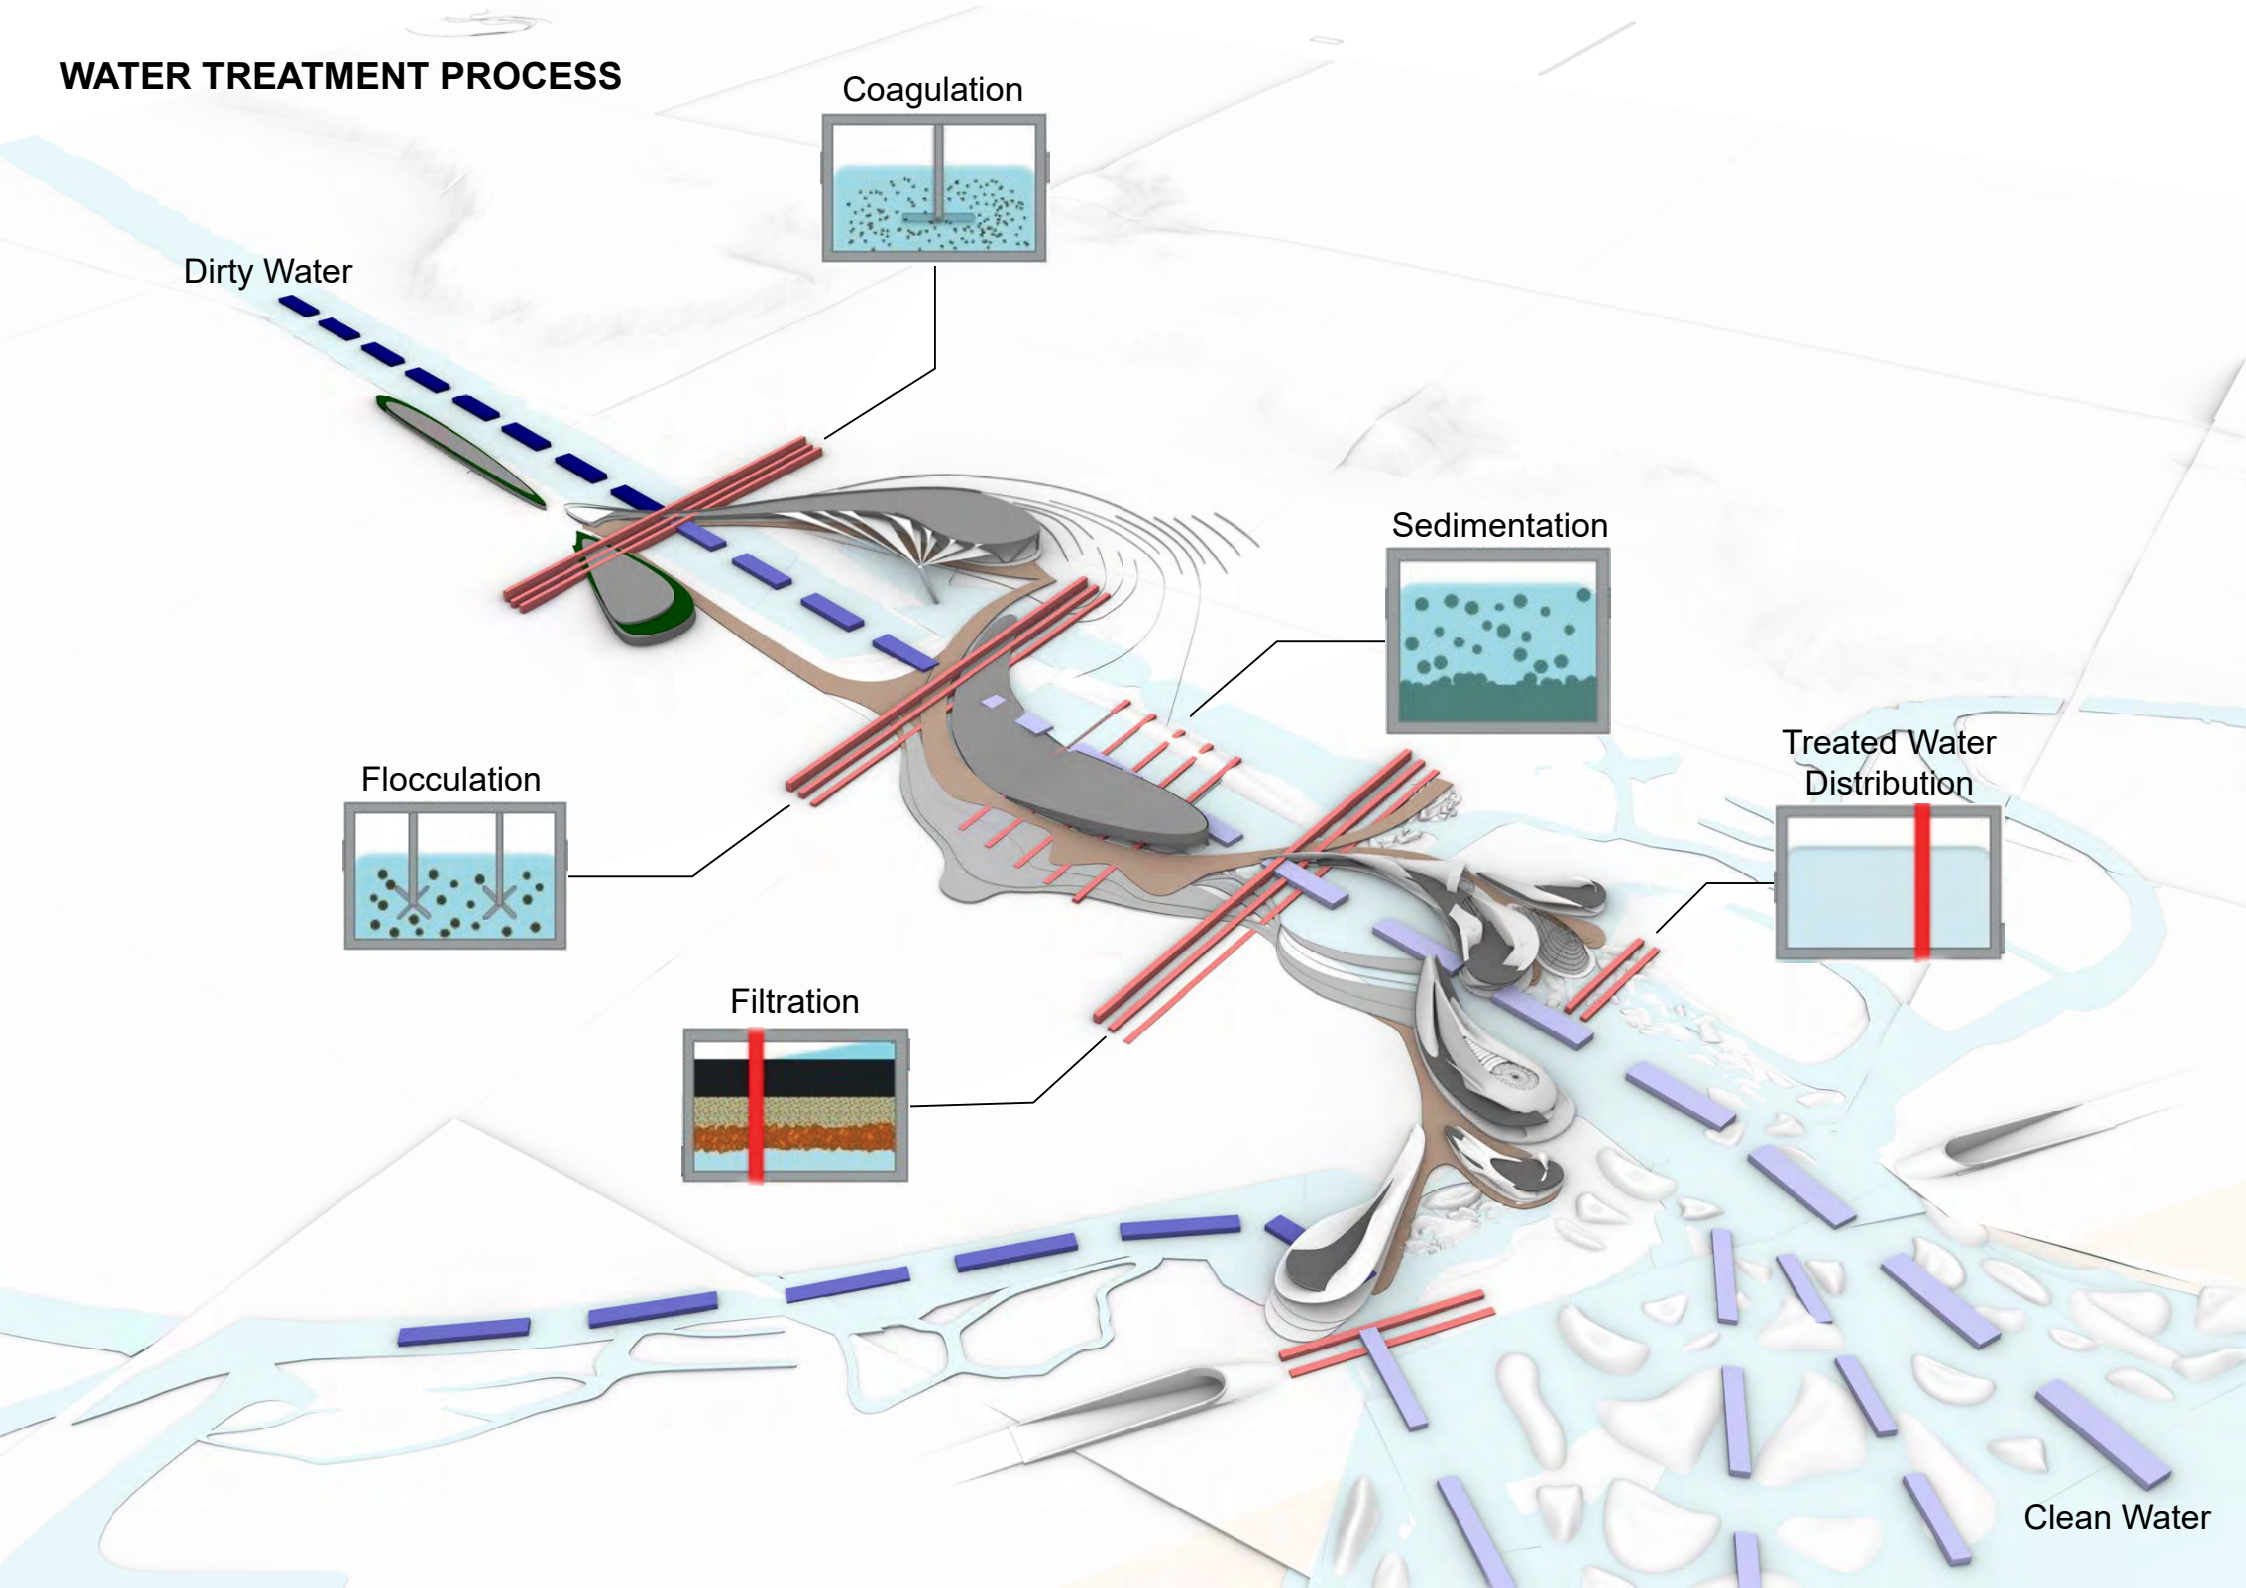 WATER TREATMENT PROCESS
Coagulation
Dirty Water
Sedimentation
Treated Water
Distribution
Flocculation
Filtration
Clean Water